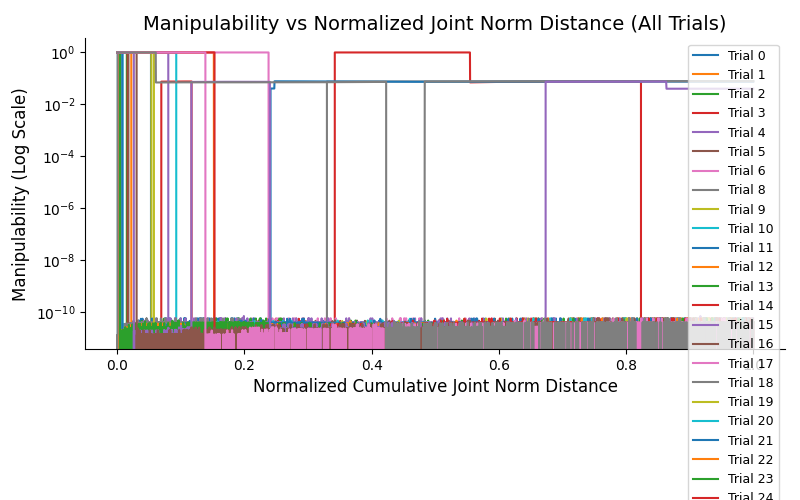 Manipulability vs Normalized Joint Norm Distance (All Trials)
Manipulability (Log Scale)
10⁰
10⁻²
10⁻⁴
10⁻⁶
10⁻⁸
10⁻¹⁰
0.0
0.2
0.4
0.6
0.8
Normalized Cumulative Joint Norm Distance
Trial 0
Trial 1
Trial 2
Trial 3
Trial 4
Trial 5
Trial 6
Trial 8
Trial 9
Trial 10
Trial 11
Trial 12
Trial 13
Trial 14
Trial 15
Trial 16
Trial 17
Trial 18
Trial 19
Trial 20
Trial 21
Trial 22
Trial 23
Trial 24